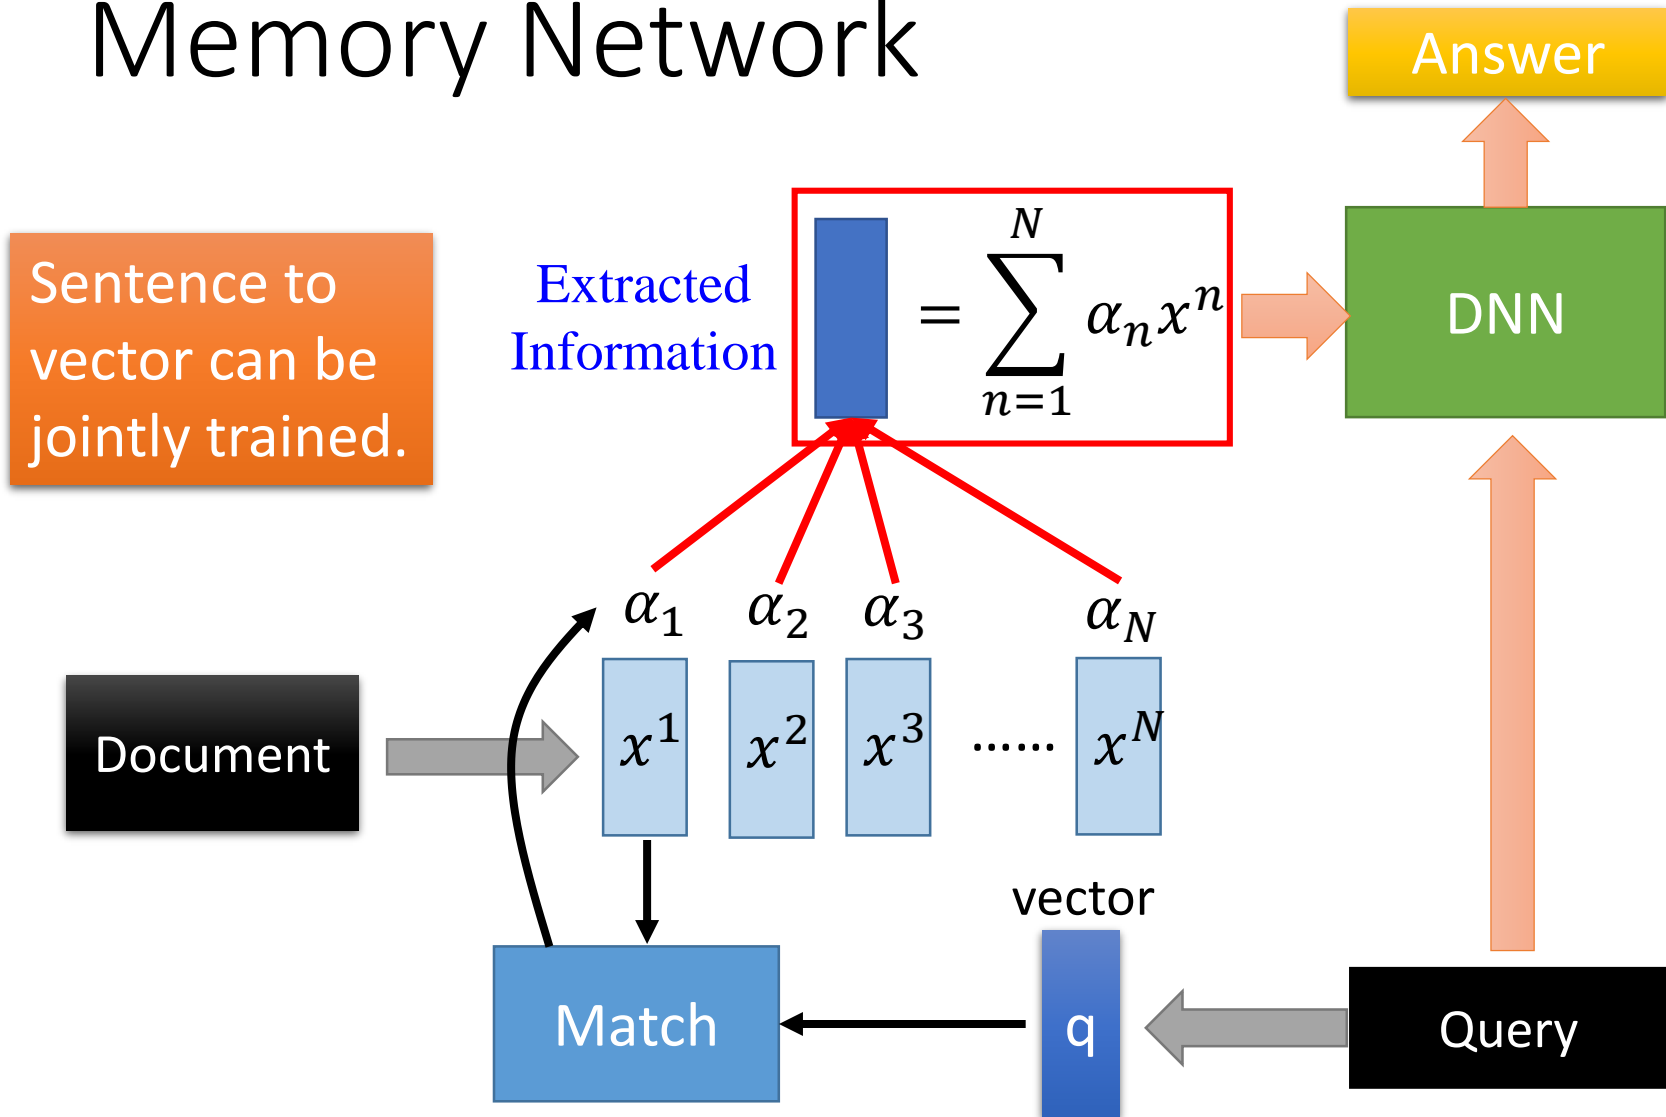 Memory Network
Answer
Sentence to
vector can be
jointly trained.
Extracted
Information
= ∑_{n=1}^{N} α_n x^n
DNN
α_1 α_2 α_3 α_N
Document
x^1 x^2 x^3 …… x^N
vector
Match
q
Query